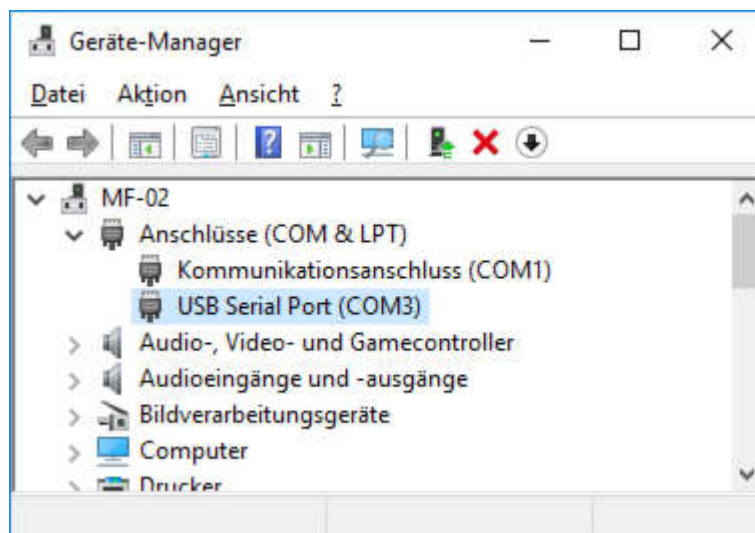 Geräte-Manager
Datei Aktion Ansicht ?
MF-02
Anschlüsse (COM & LPT)
Kommunikationsanschluss (COM1)
USB Serial Port (COM3)
Audio-, Video- und Gamecontroller
Audioeingänge und -ausgänge
Bildverarbeitungsgeräte
Computer
Drucker